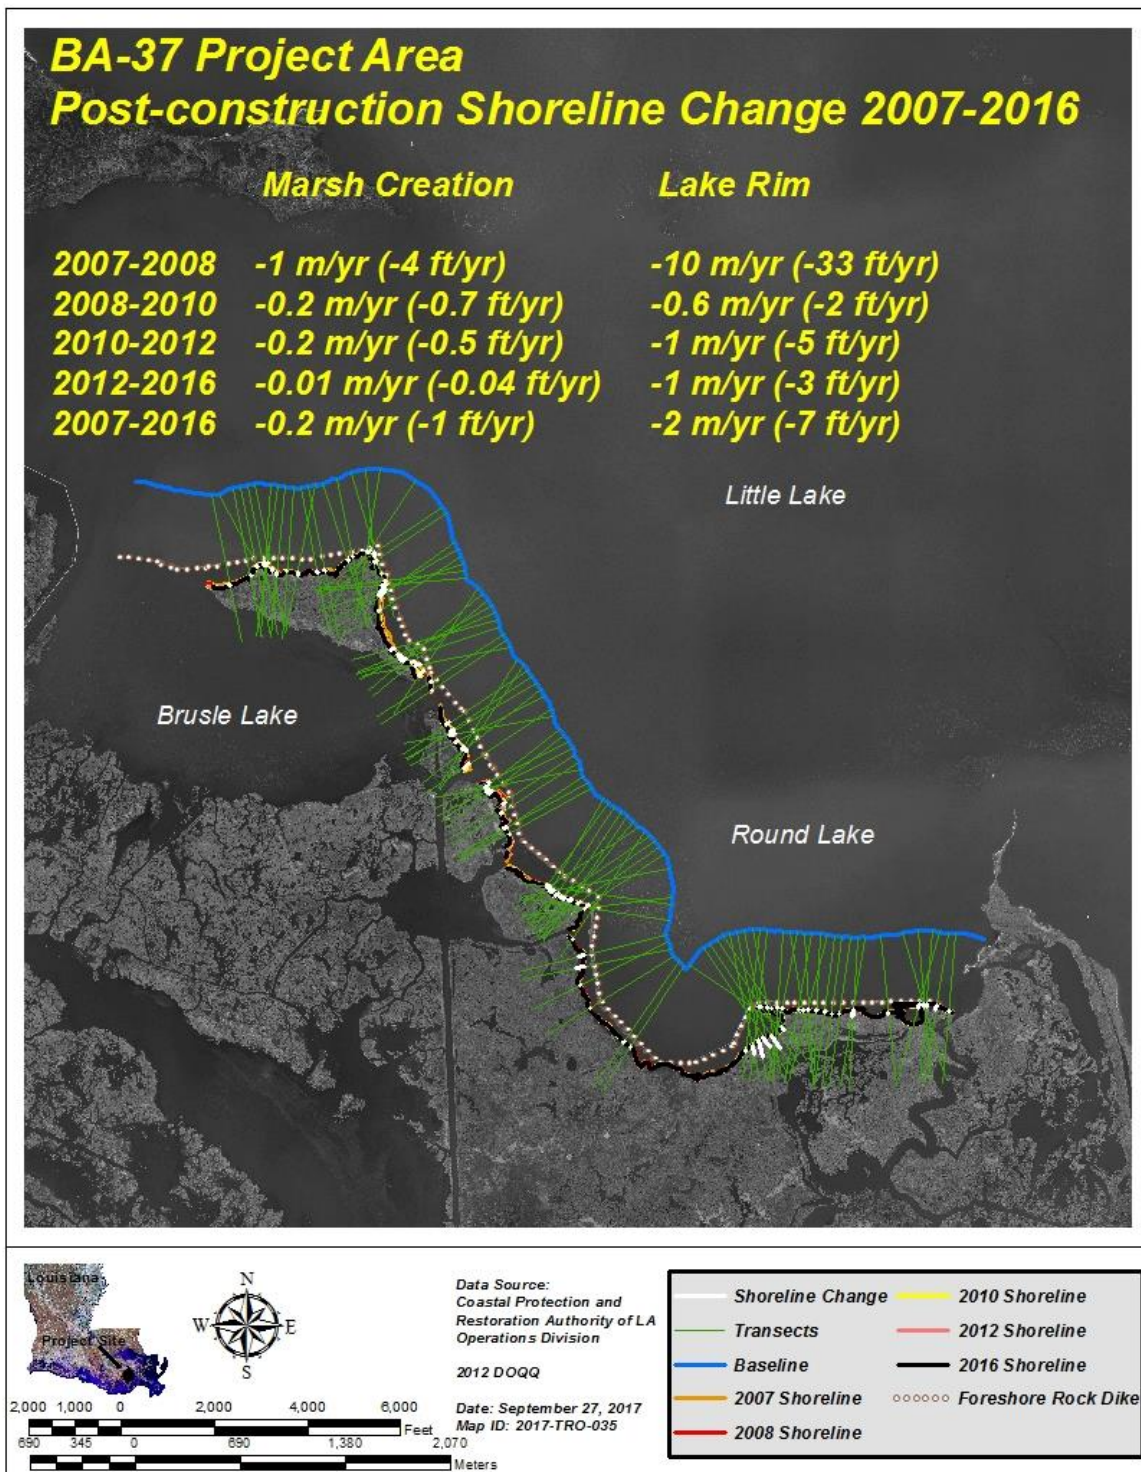 BA-37 Project Area
Post-construction Shoreline Change 2007-2016
Marsh Creation Lake Rim
2007-2008 -1 m/yr (-4 ft/yr) -10 m/yr (-33 ft/yr)
2008-2010 -0.2 m/yr (-0.7 ft/yr) -0.6 m/yr (-2 ft/yr)
2010-2012 -0.2 m/yr (-0.5 ft/yr) -1 m/yr (-5 ft/yr)
2012-2016 -0.01 m/yr (-0.04 ft/yr) -1 m/yr (-3 ft/yr)
2007-2016 -0.2 m/yr (-1 ft/yr) -2 m/yr (-7 ft/yr)
Little Lake
Brusle Lake
Round Lake
Louisiana
Project Site
N
W E
S
2,000 1,000 0 2,000 4,000 6,000
Feet
690 345 0 690 1,380 2,070
Meters
Data Source:
Coastal Protection and
Restoration Authority of LA
Operations Division
2012 DOQQ
Date: September 27, 2017
Map ID: 2017-TRO-035
Shoreline Change
Transects
Baseline
2007 Shoreline
2008 Shoreline
2010 Shoreline
2012 Shoreline
2016 Shoreline
Foreshore Rock Dike